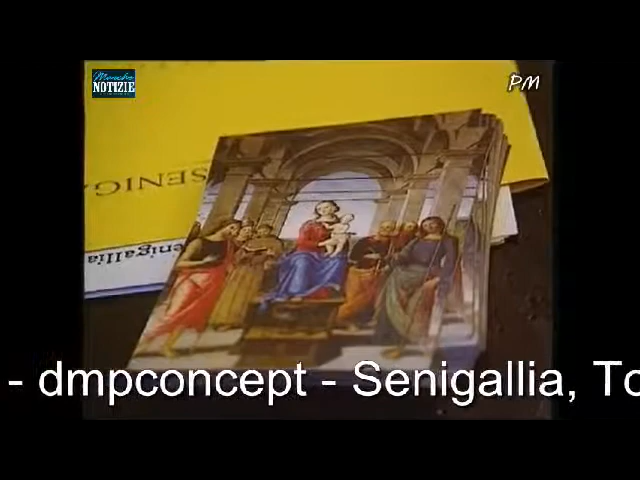 Marche
NOTIZIE
PM
SENIGA
Senigallia
- dmpconcept - Senigallia, To